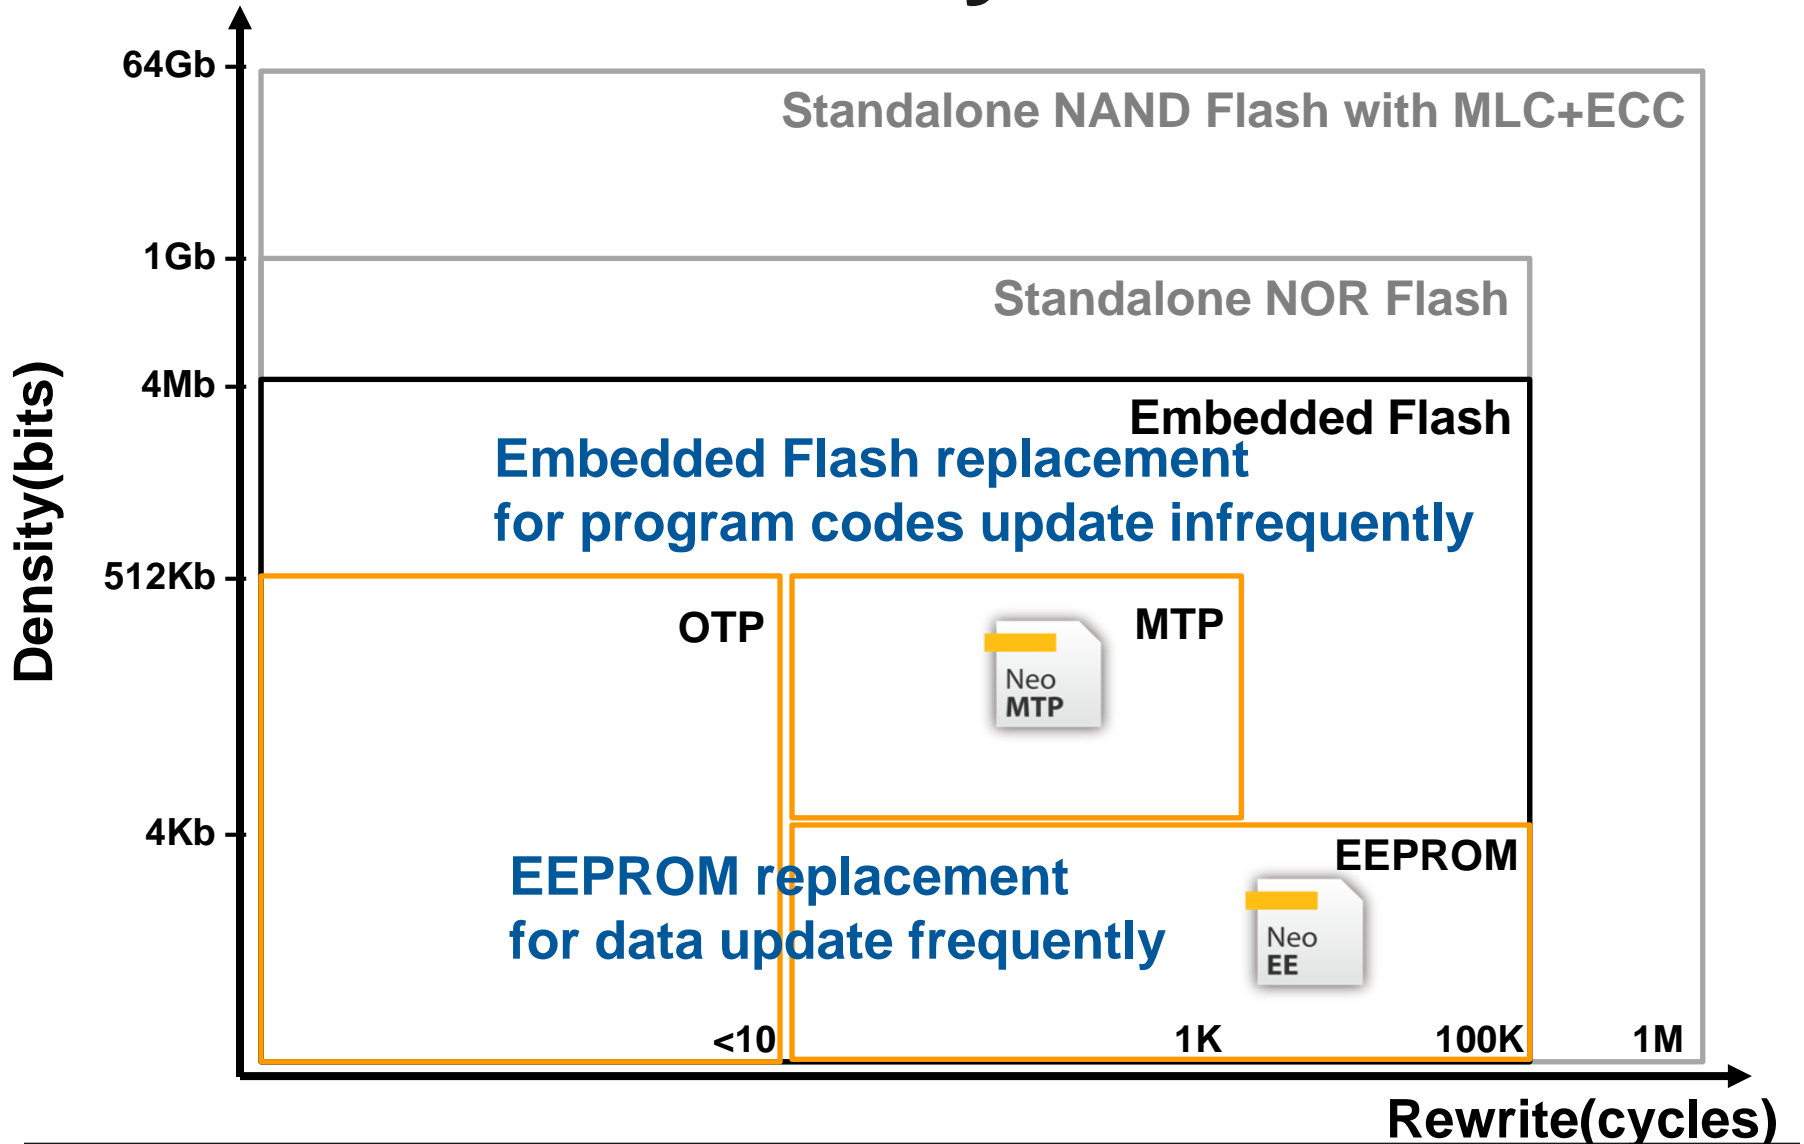 64Gb
Standalone NAND Flash with MLC+ECC
1Gb
Standalone NOR Flash
4Mb
Embedded Flash
Embedded Flash replacement
for program codes update infrequently
Density(bits)
512Kb
OTP
MTP
Neo
MTP
4Kb
EEPROM
EEPROM replacement
for data update frequently
Neo
EE
<10
1K
100K
1M
Rewrite(cycles)